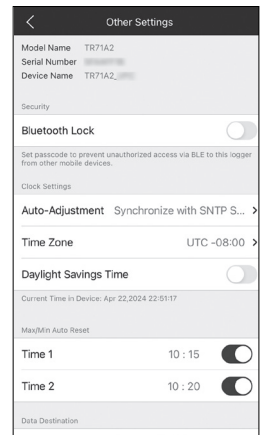 Other Settings
Model Name TR71A2
Serial Number
Device Name TR71A2_
Security
Bluetooth Lock
Set passcode to prevent unauthorized access via BLE to this logger
from other mobile devices.
Clock Settings
Auto-Adjustment Synchronize with SNTP S... >
Time Zone UTC -08:00 >
Daylight Savings Time
Current Time in Device: Apr 22,2024 22:51:17
Max/Min Auto Reset
Time 1 10 : 15
Time 2 10 : 20
Data Destination